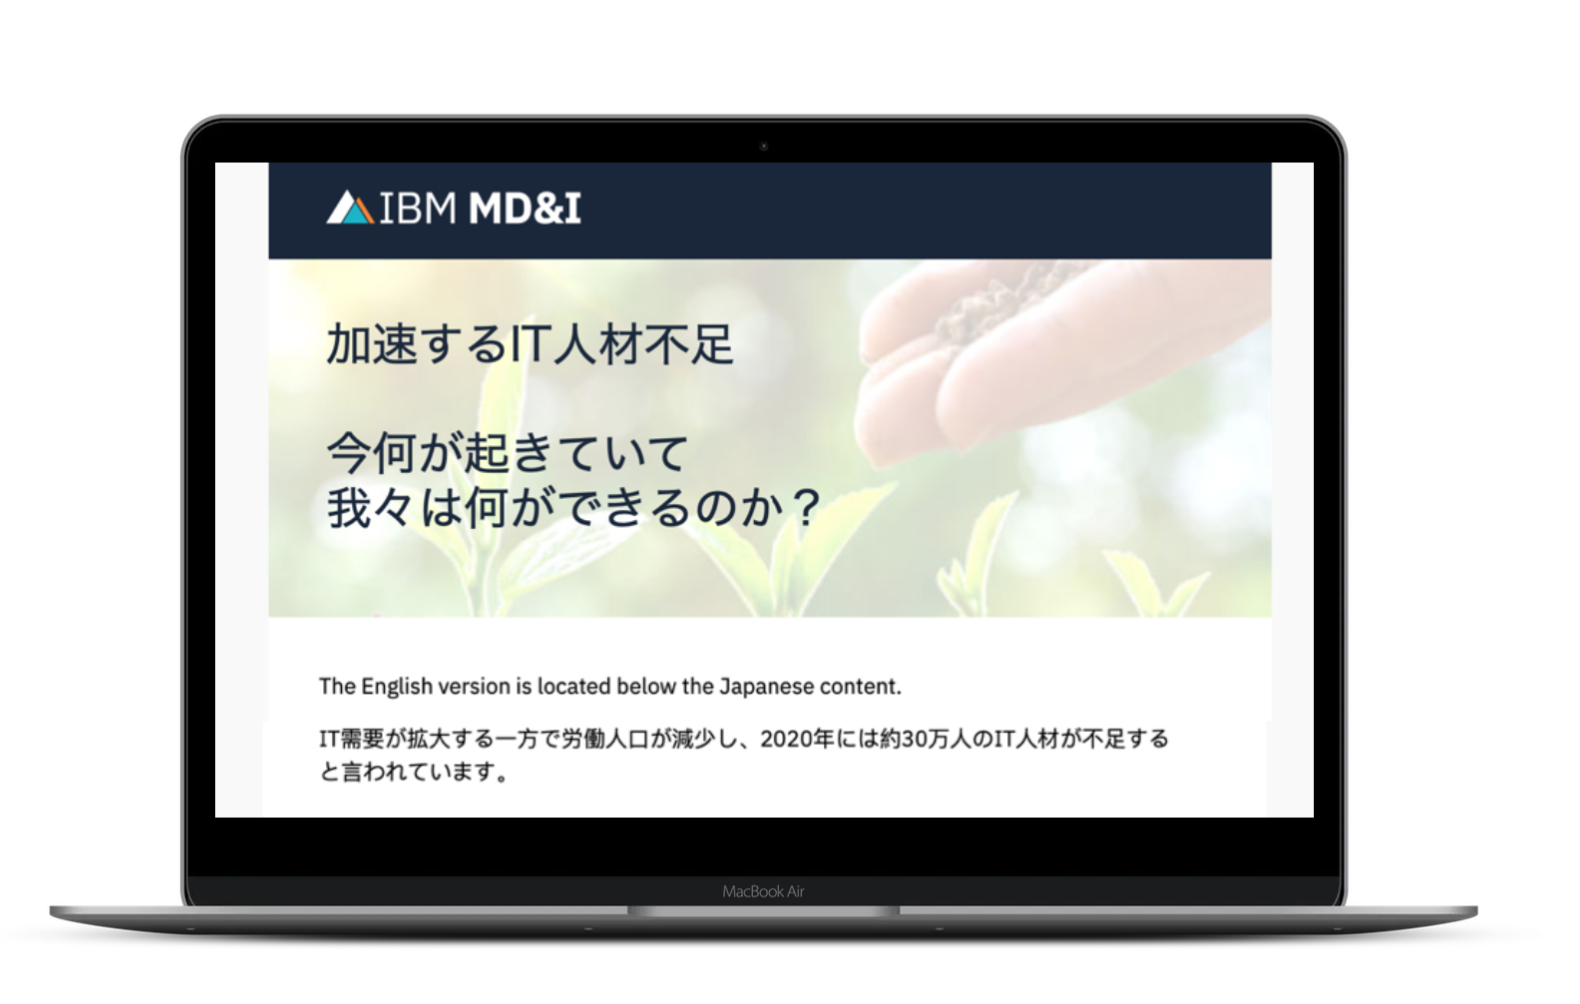 IBM MD&I
加速するIT人材不足
今何が起きていて
我々は何ができるのか？
The English version is located below the Japanese content.
IT需要が拡大する一方で労働人口が減少し、2020年には約30万人のIT人材が不足する
と言われています。
MacBook Air